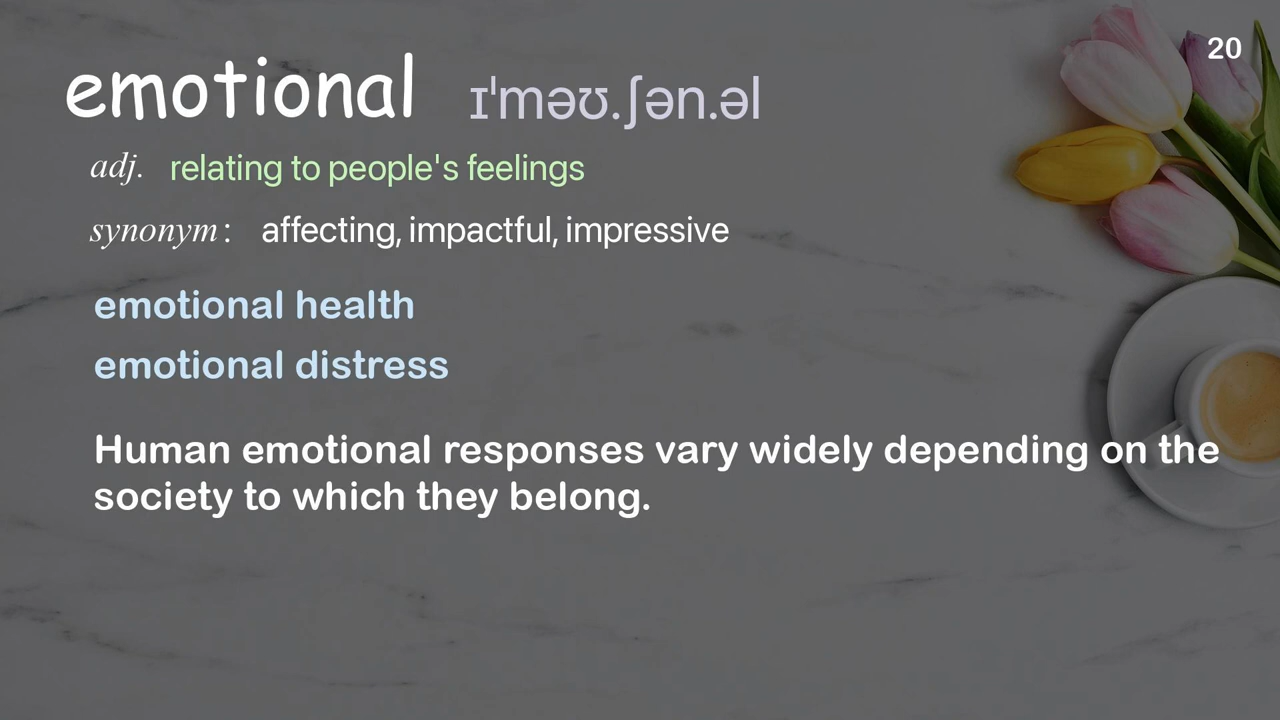 20
emotional ɪˈməʊ.ʃən.əl
adj. relating to people's feelings
synonym: affecting, impactful, impressive
emotional health
emotional distress
Human emotional responses vary widely depending on the
society to which they belong.